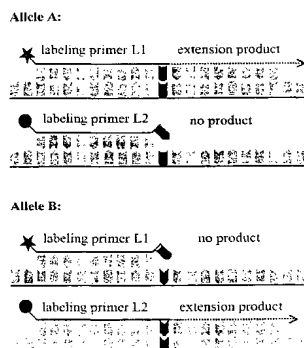 Allele A:
labeling primer L1 extension product
labeling primer L2 no product
Allele B:
labeling primer L1 no product
labeling primer L2 extension product